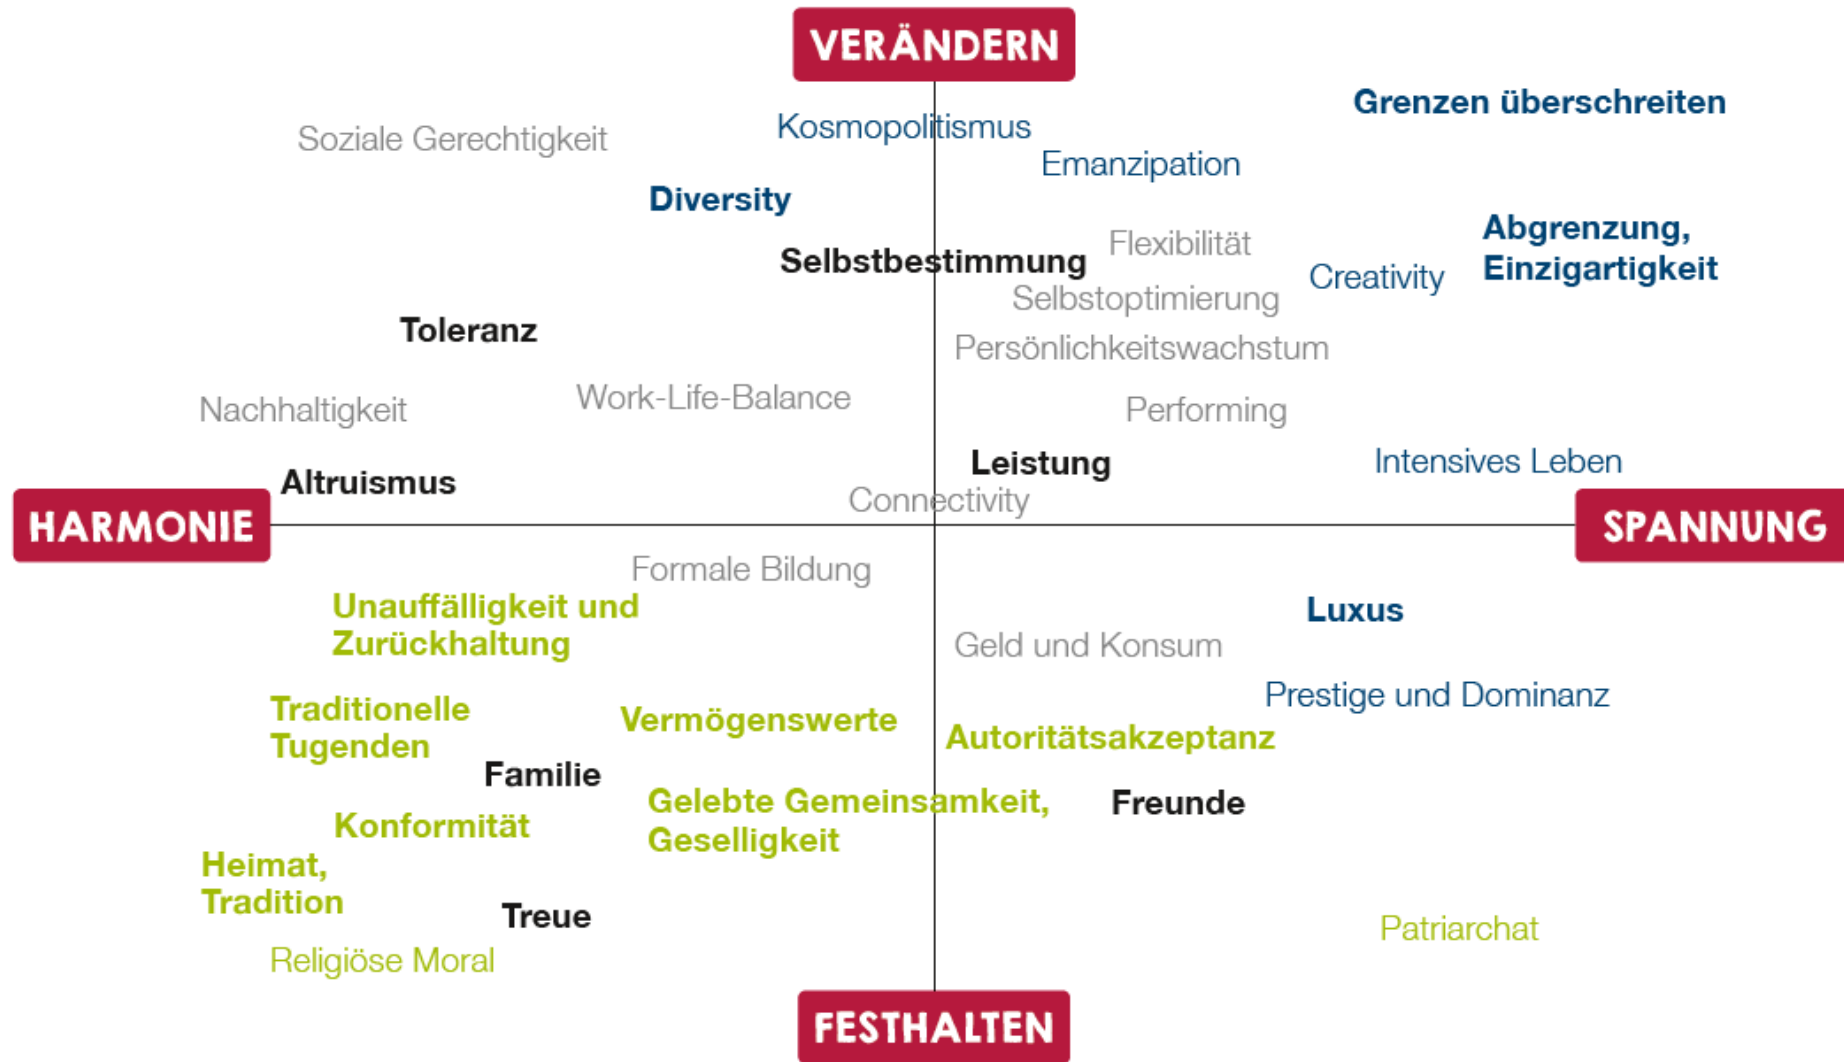 VERÄNDERN
Grenzen überschreiten
Kosmopolitismus
Soziale Gerechtigkeit
Emanzipation
Diversity
Abgrenzung,
Einzigartigkeit
Flexibilität
Selbstbestimmung
Creativity
Selbstoptimierung
Toleranz
Persönlichkeitswachstum
Work-Life-Balance
Nachhaltigkeit
Performing
Intensives Leben
Leistung
Altruismus
Connectivity
HARMONIE
SPANNUNG
Formale Bildung
Unauffälligkeit und
Zurückhaltung
Luxus
Geld und Konsum
Prestige und Dominanz
Traditionelle
Tugenden
Vermögenswerte
Autoritätsakzeptanz
Familie
Gelebte Gemeinsamkeit,
Geselligkeit
Freunde
Konformität
Heimat,
Tradition
Treue
Patriarchat
Religiöse Moral
FESTHALTEN